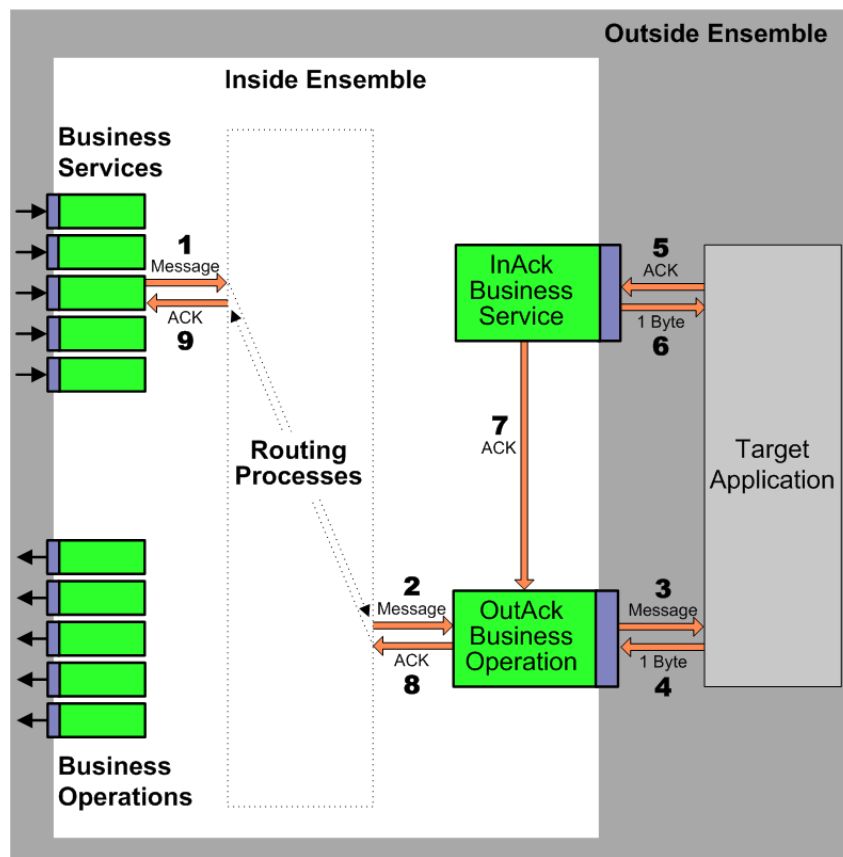 Outside Ensemble
Inside Ensemble
Business
Services
1
Message
ACK
9
InAck
Business
Service
5
ACK
1 Byte
6
7
ACK
Routing
Processes
Target
Application
2
Message
ACK
8
OutAck
Business
Operation
3
Message
1 Byte
4
Business
Operations